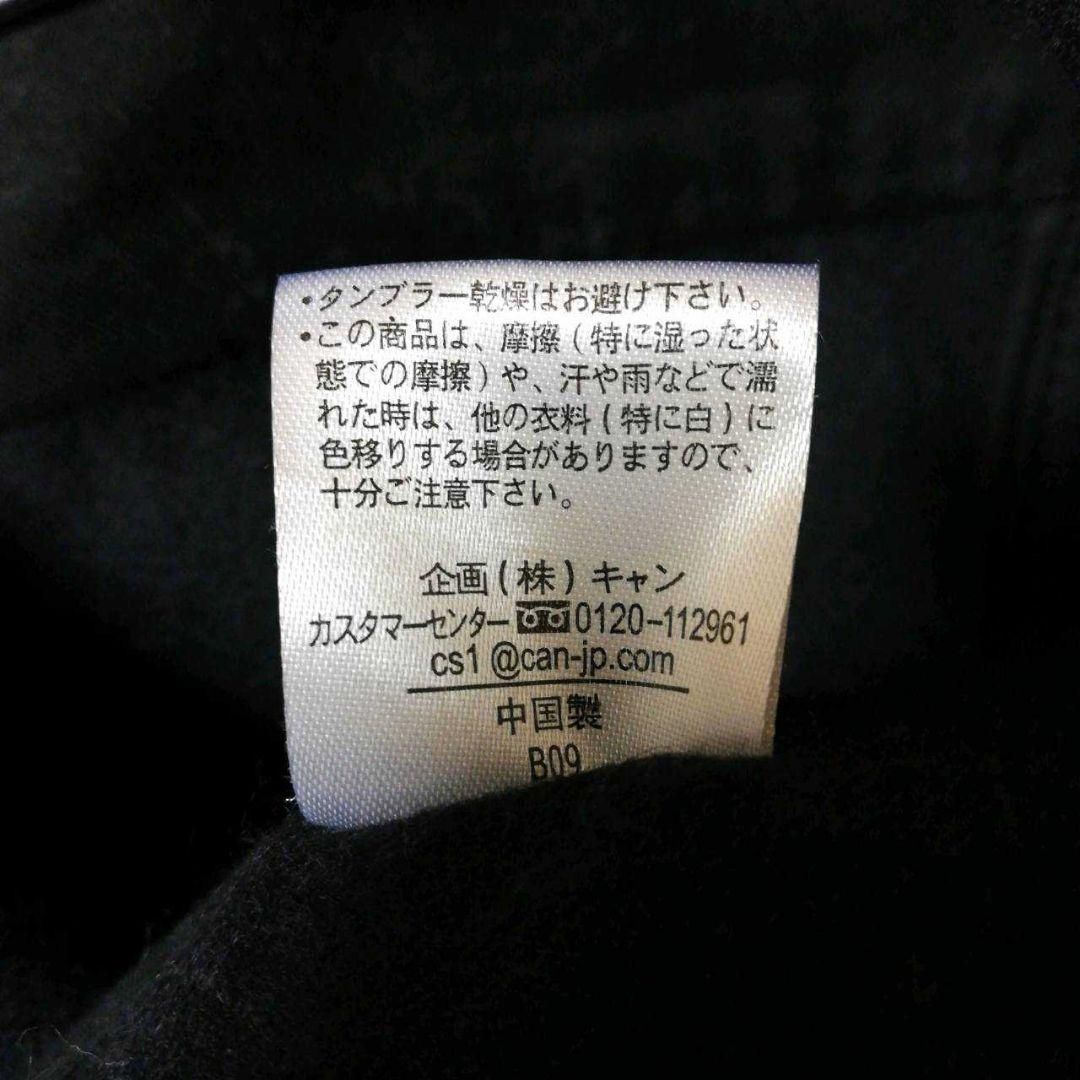 ・タンブラー乾燥はお避け下さい。
・この商品は、摩擦(特に湿った状
態での摩擦)や、汗や雨などで濡
れた時は、他の衣料(特に白)に
色移りする場合がありますので、
十分ご注意下さい。
企画(株)キャン
カスタマーセンター 0120-112961
cs1@can-jp.com
中国製
B09